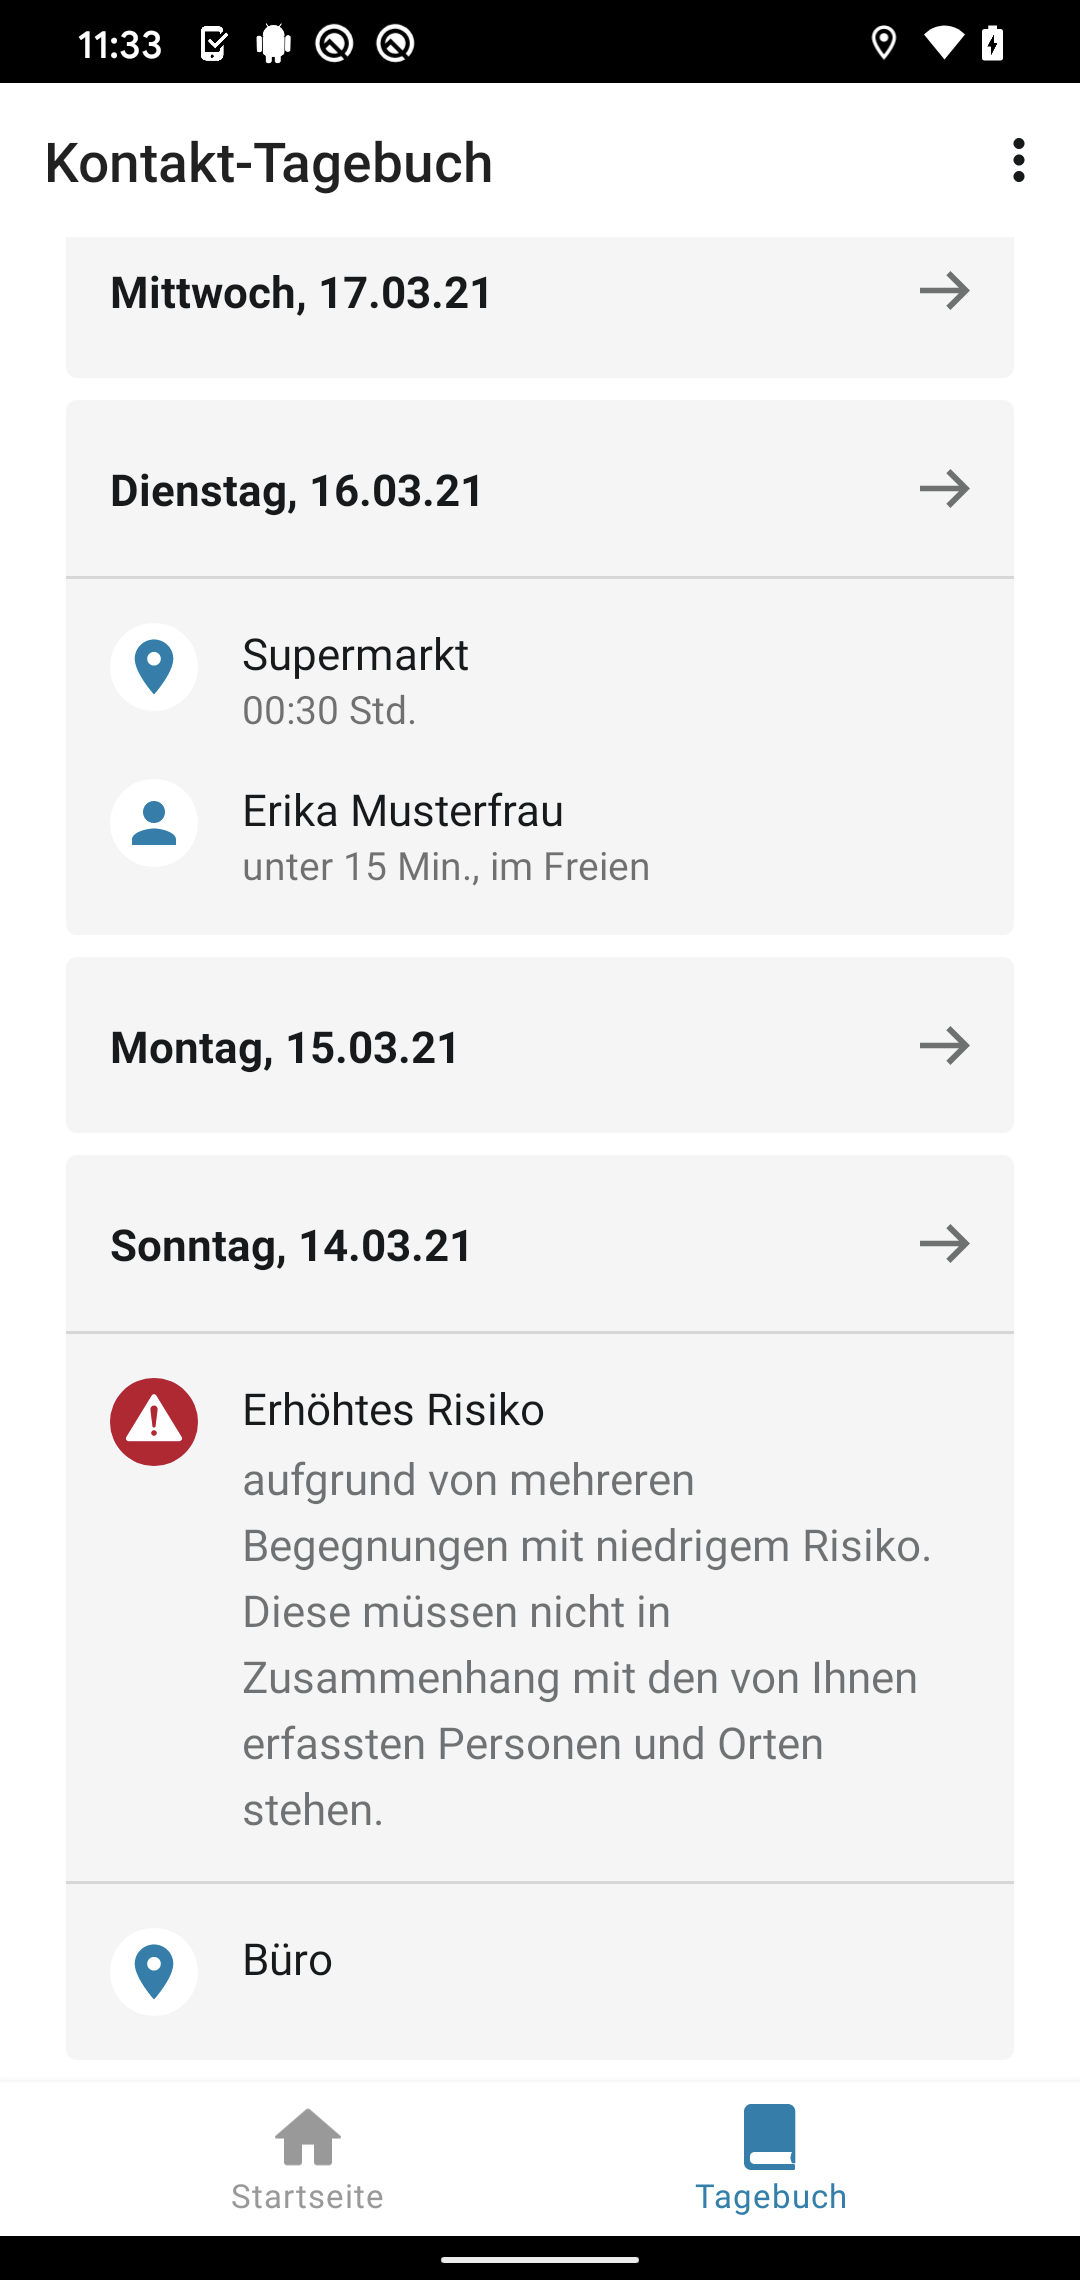 11:33
Kontakt-Tagebuch
Mittwoch, 17.03.21
Dienstag, 16.03.21
Supermarkt
00:30 Std.
Erika Musterfrau
unter 15 Min., im Freien
Montag, 15.03.21
Sonntag, 14.03.21
Erhöhtes Risiko
aufgrund von mehreren
Begegnungen mit niedrigem Risiko.
Diese müssen nicht in
Zusammenhang mit den von Ihnen
erfassten Personen und Orten
stehen.
Büro
Startseite
Tagebuch